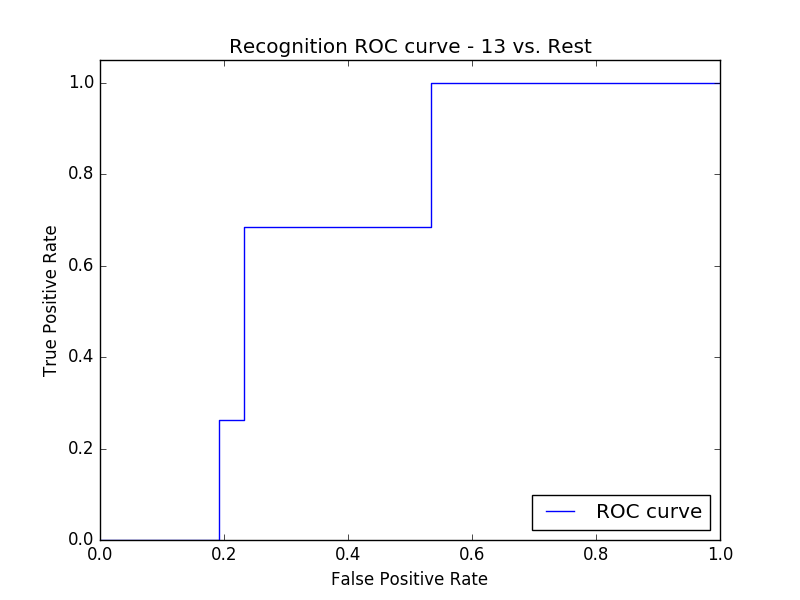 Recognition ROC curve - 13 vs. Rest
1.0
0.8
0.6
0.4
0.2
0.0
True Positive Rate
ROC curve
0.0 0.2 0.4 0.6 0.8 1.0
False Positive Rate